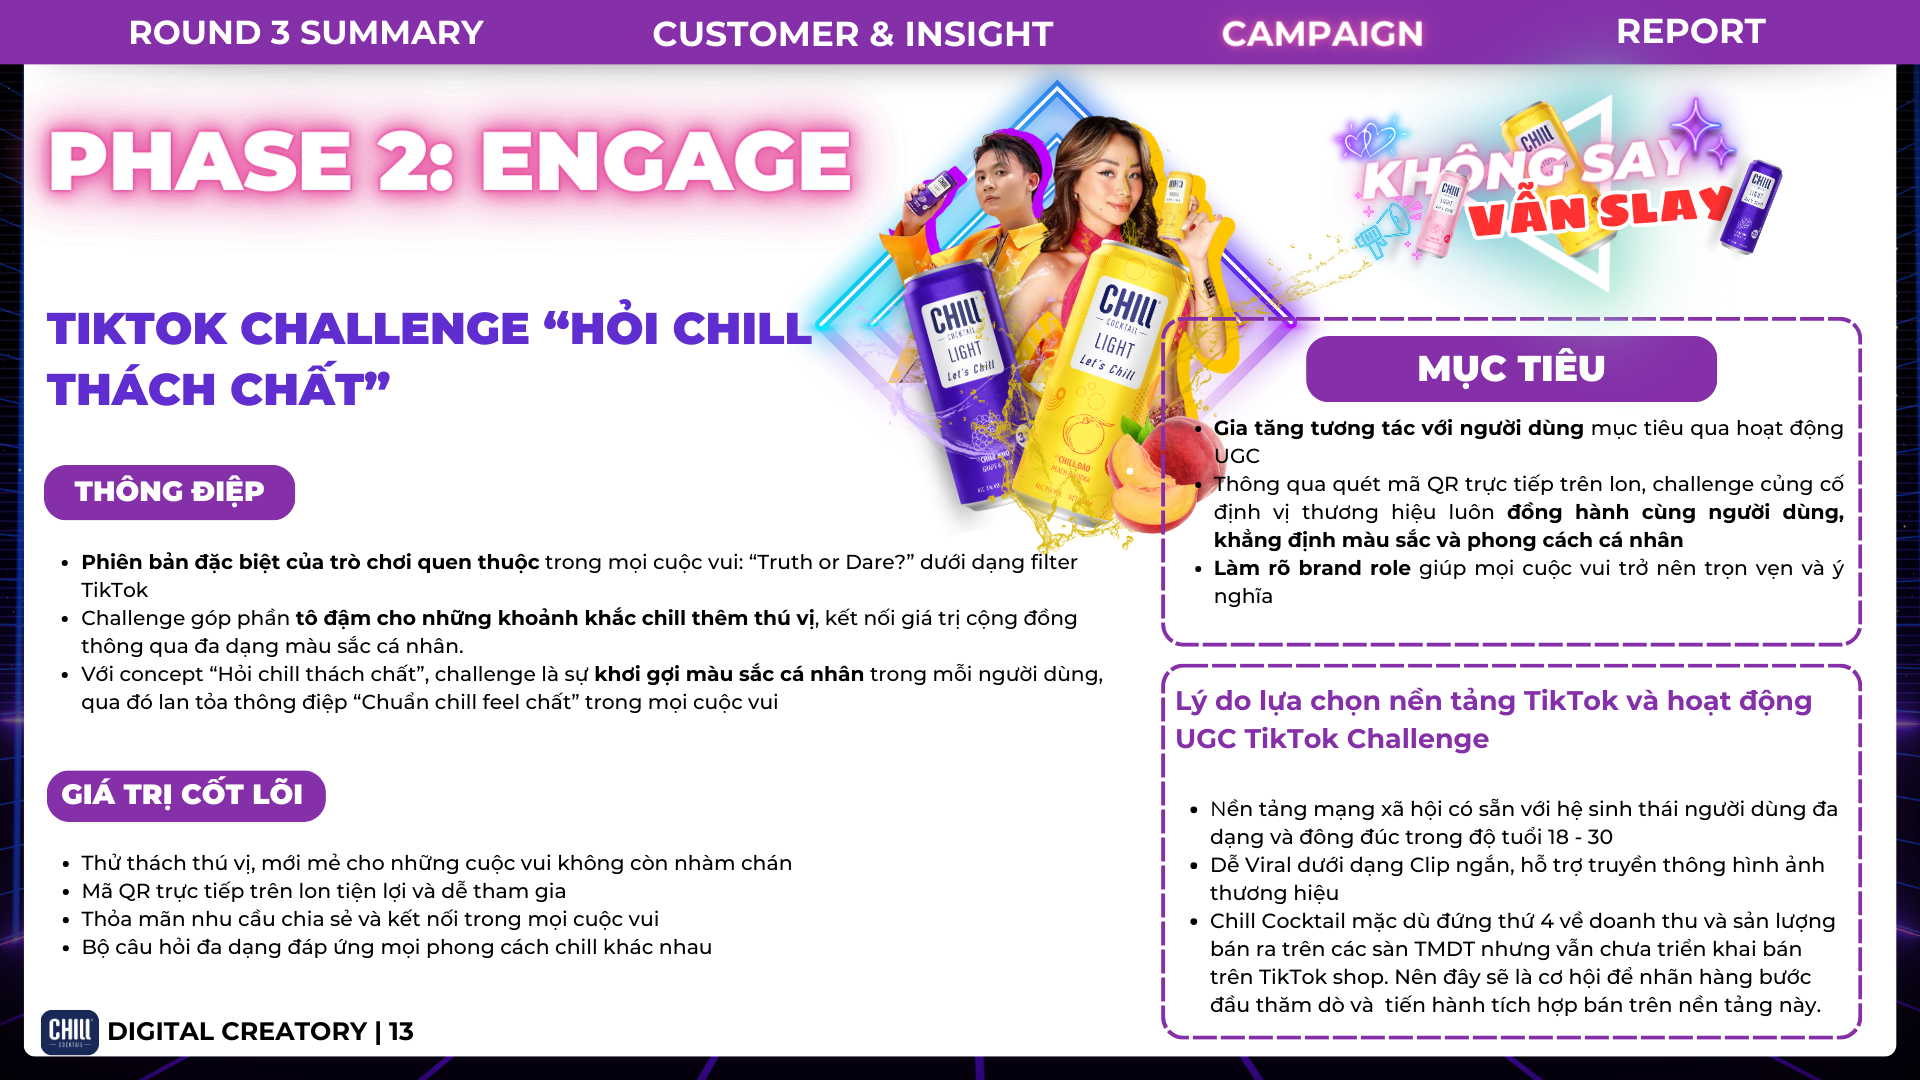 ROUND 3 SUMMARY
CUSTOMER & INSIGHT
CAMPAIGN
REPORT
PHASE 2: ENGAGE
KHÔNG SAY
VẪN SLAY
TIKTOK CHALLENGE “HỎI CHILL
THÁCH CHẤT”
THÔNG ĐIỆP
Phiên bản đặc biệt của trò chơi quen thuộc trong mọi cuộc vui: “Truth or Dare?” dưới dạng filter
TikTok
Challenge góp phần tô đậm cho những khoảnh khắc chill thêm thú vị, kết nối giá trị cộng đồng
thông qua đa dạng màu sắc cá nhân.
Với concept “Hỏi chill thách chất”, challenge là sự khơi gợi màu sắc cá nhân trong mỗi người dùng,
qua đó lan tỏa thông điệp “Chuẩn chill feel chất” trong mọi cuộc vui
GIÁ TRỊ CỐT LÕI
Thử thách thú vị, mới mẻ cho những cuộc vui không còn nhàm chán
Mã QR trực tiếp trên lon tiện lợi và dễ tham gia
Thỏa mãn nhu cầu chia sẻ và kết nối trong mọi cuộc vui
Bộ câu hỏi đa dạng đáp ứng mọi phong cách chill khác nhau
CHILL
COCKTAIL
LIGHT
Let's Chill
CHILL
COCKTAIL
LIGHT
Let's Chill
CHILL ĐÀO
MỤC TIÊU
Gia tăng tương tác với người dùng mục tiêu qua hoạt động
UGC
Thông qua quét mã QR trực tiếp trên lon, challenge củng cố
định vị thương hiệu luôn đồng hành cùng người dùng,
khẳng định màu sắc và phong cách cá nhân
Làm rõ brand role giúp mọi cuộc vui trở nên trọn vẹn và ý
nghĩa
Lý do lựa chọn nền tảng TikTok và hoạt động
UGC TikTok Challenge
Nền tảng mạng xã hội có sẵn với hệ sinh thái người dùng đa
dạng và đông đúc trong độ tuổi 18 - 30
Dễ Viral dưới dạng Clip ngắn, hỗ trợ truyền thông hình ảnh
thương hiệu
Chill Cocktail mặc dù đứng thứ 4 về doanh thu và sản lượng
bán ra trên các sàn TMDT nhưng vẫn chưa triển khai bán
trên TikTok shop. Nên đây sẽ là cơ hội để nhãn hàng bước
đầu thăm dò và  tiến hành tích hợp bán trên nền tảng này.
CHILL
COCKTAIL
DIGITAL CREATORY | 13